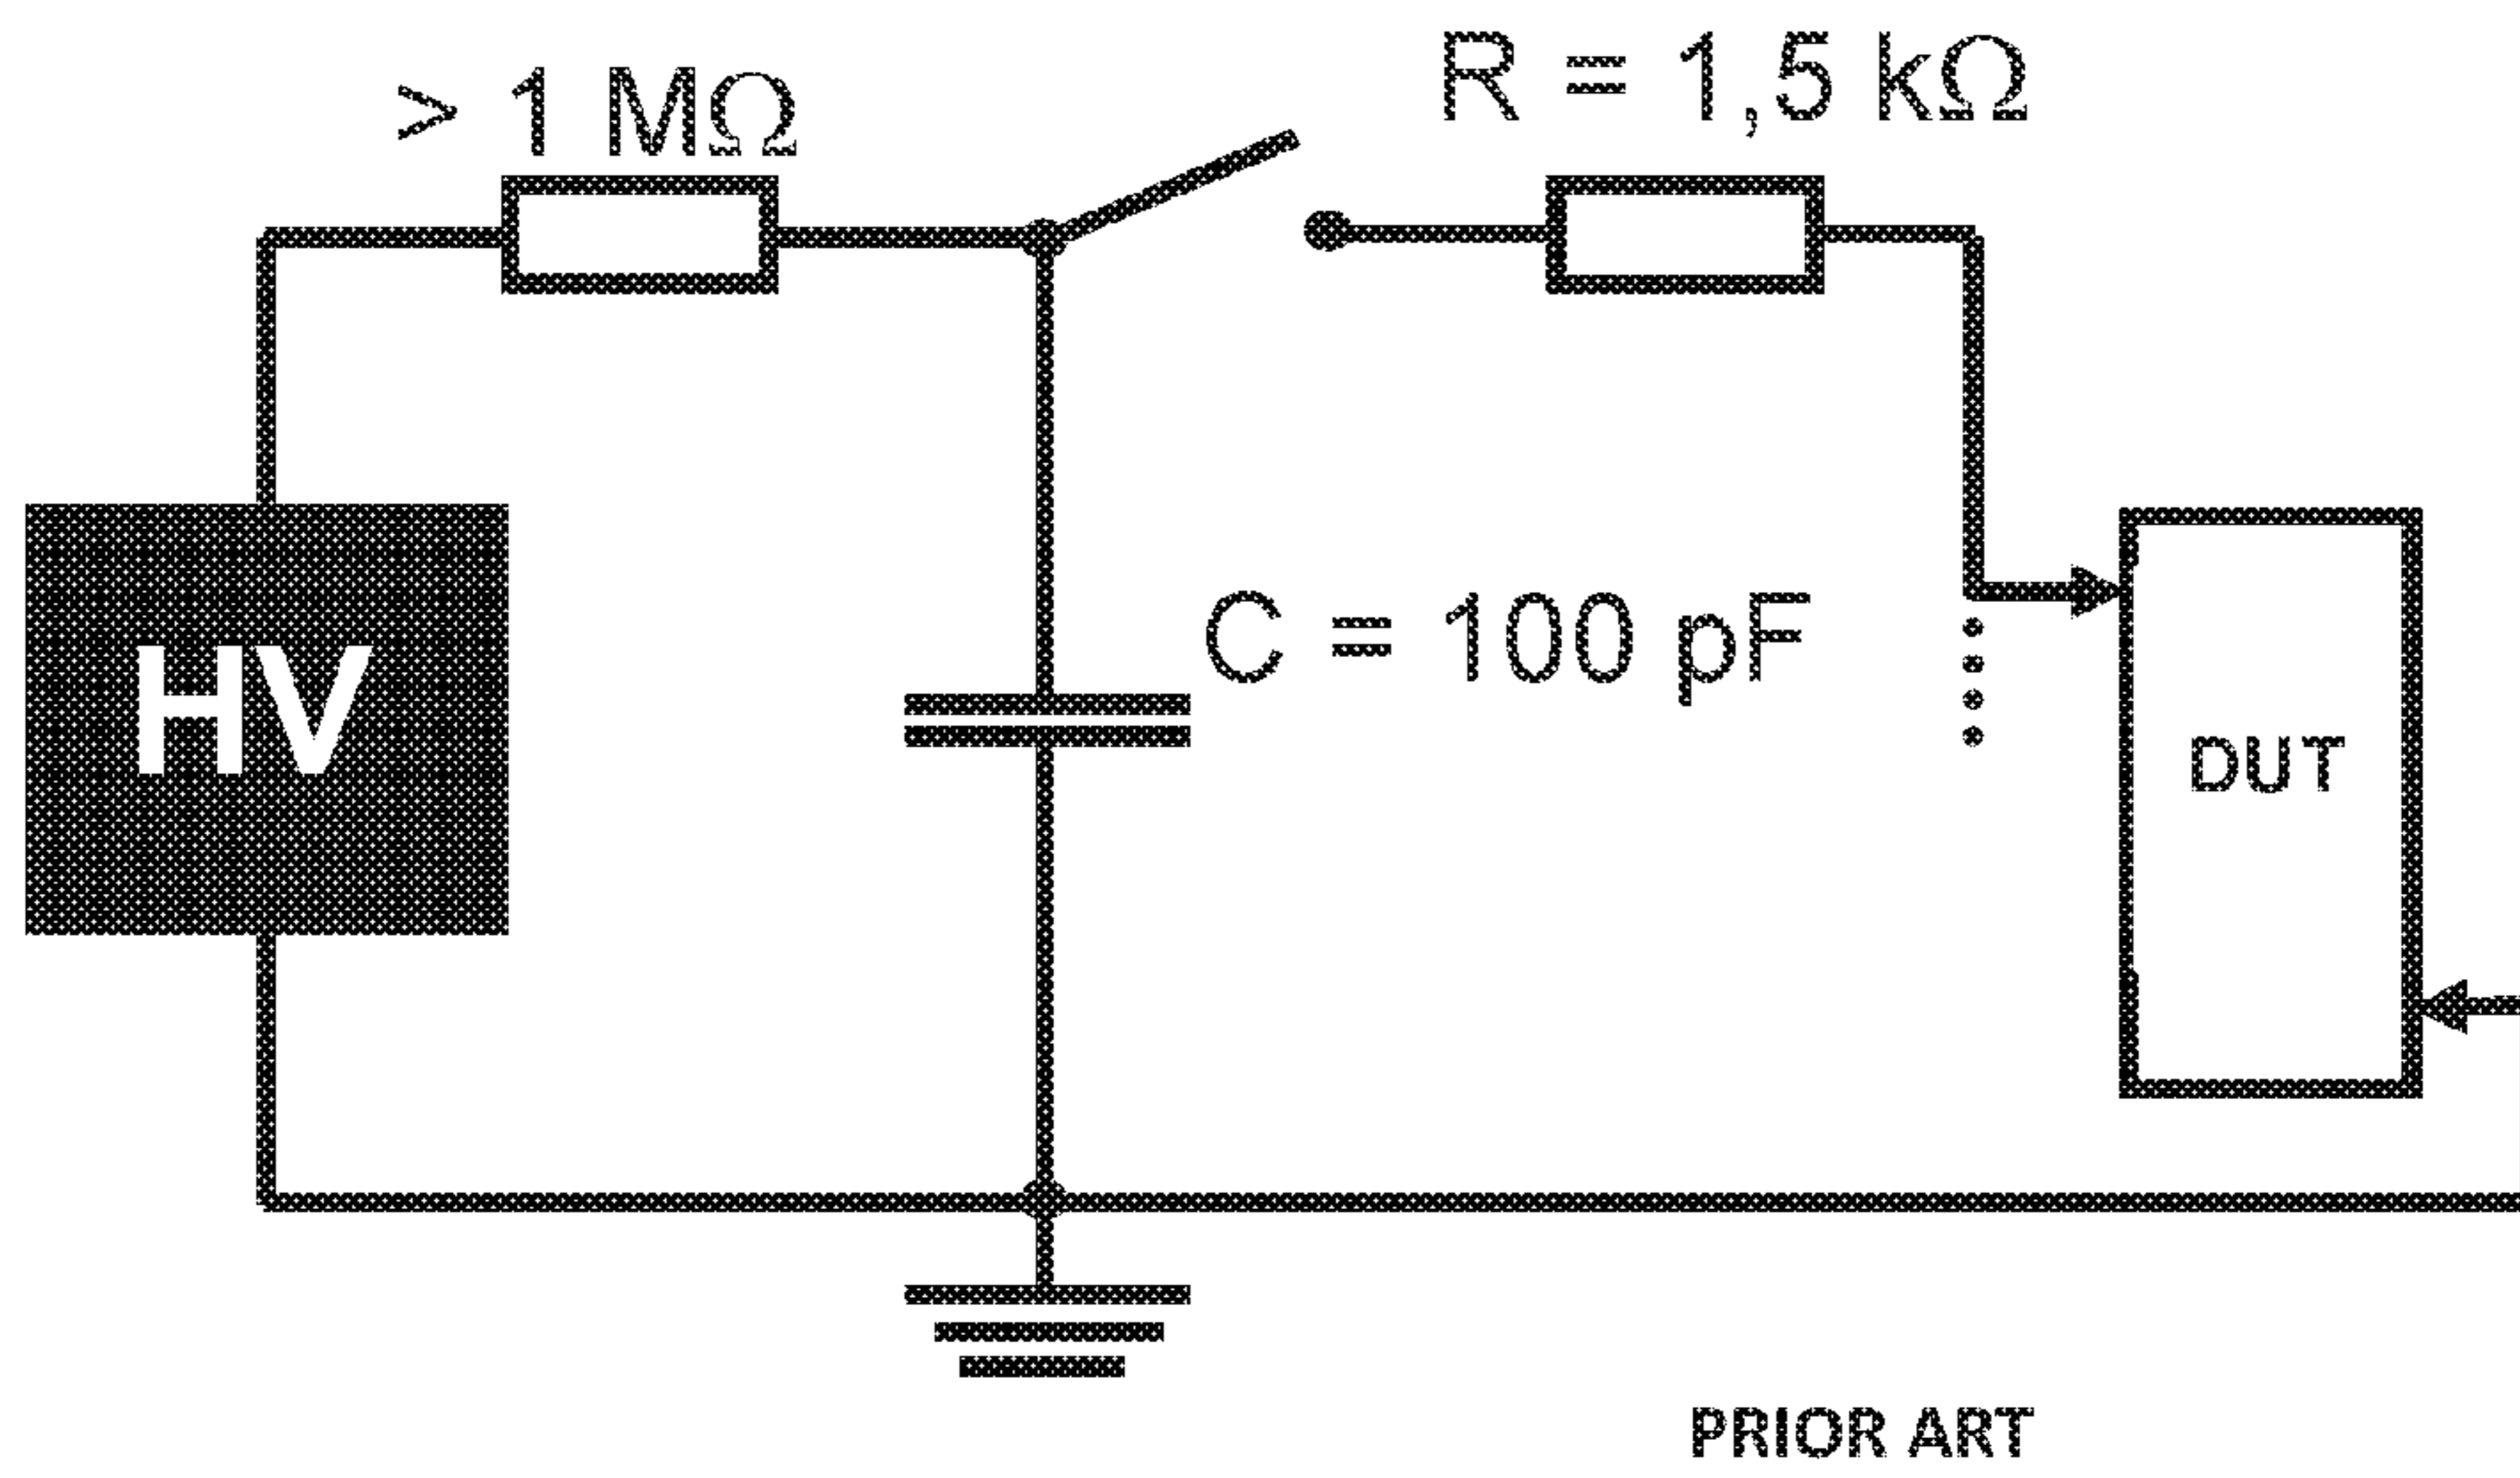 > 1 MΩ
R = 1,5 kΩ
C = 100 pF
HV
DUT
PRIOR ART